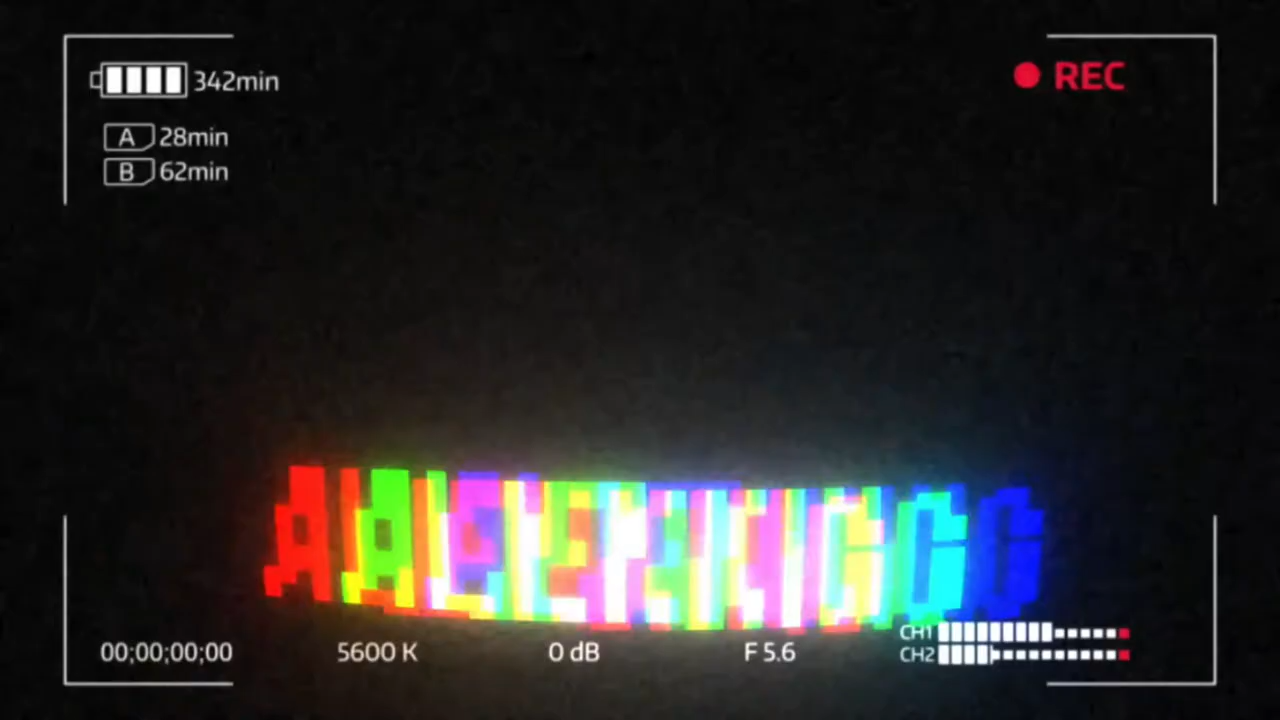 342min
REC
A 28min
B 62min
00;00;00;00 5600 K 0 dB F 5.6
CH1
CH2